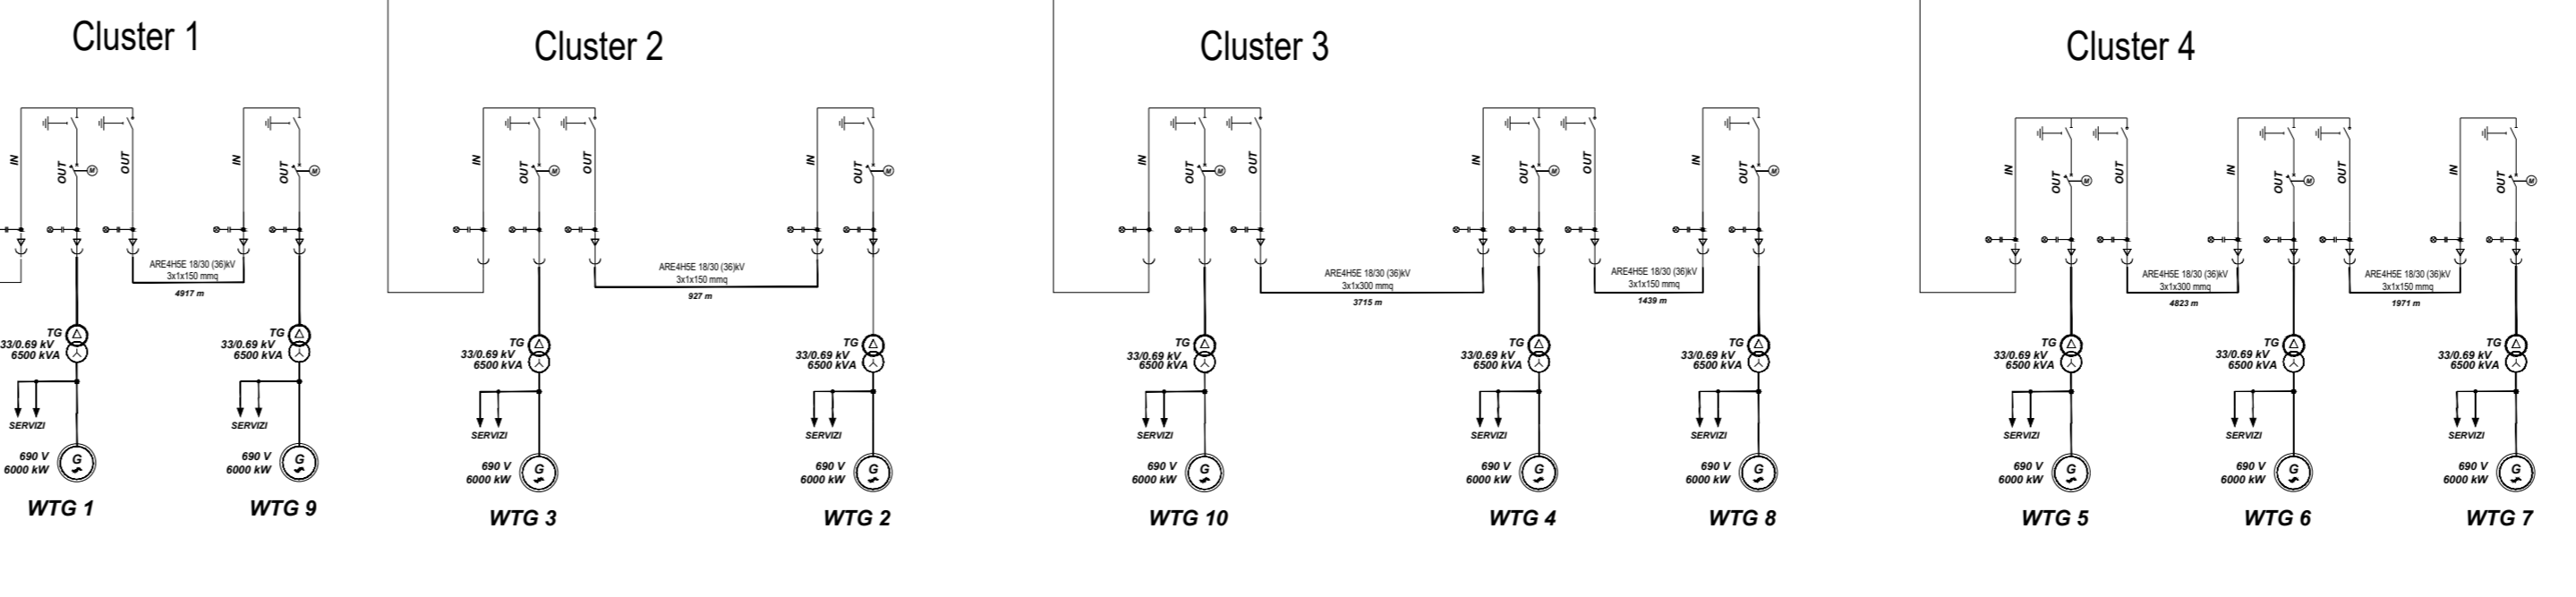 Cluster 1
Cluster 2
Cluster 3
Cluster 4
IN
OUT
M
OUT
IN
OUT
M
ARE4H5E 18/30 (36)kV
3x1x150 mmq
4917 m
TG
33/0.69 kV
6500 kVA
SERVIZI
690 V
6000 kW
G
WTG 1
TG
33/0.69 kV
6500 kVA
SERVIZI
690 V
6000 kW
G
WTG 9
IN
OUT
M
OUT
IN
OUT
M
ARE4H5E 18/30 (36)kV
3x1x150 mmq
927 m
TG
33/0.69 kV
6500 kVA
SERVIZI
690 V
6000 kW
G
WTG 3
TG
33/0.69 kV
6500 kVA
SERVIZI
690 V
6000 kW
G
WTG 2
IN
OUT
M
OUT
IN
OUT
M
OUT
IN
OUT
M
ARE4H5E 18/30 (36)kV
3x1x300 mmq
3715 m
ARE4H5E 18/30 (36)kV
3x1x150 mmq
1439 m
TG
33/0.69 kV
6500 kVA
SERVIZI
690 V
6000 kW
G
WTG 10
TG
33/0.69 kV
6500 kVA
SERVIZI
690 V
6000 kW
G
WTG 4
TG
33/0.69 kV
6500 kVA
SERVIZI
690 V
6000 kW
G
WTG 8
IN
OUT
M
OUT
IN
OUT
M
OUT
IN
OUT
M
ARE4H5E 18/30 (36)kV
3x1x300 mmq
4823 m
ARE4H5E 18/30 (36)kV
3x1x150 mmq
1971 m
TG
33/0.69 kV
6500 kVA
SERVIZI
690 V
6000 kW
G
WTG 5
TG
33/0.69 kV
6500 kVA
SERVIZI
690 V
6000 kW
G
WTG 6
TG
33/0.69 kV
6500 kVA
SERVIZI
690 V
6000 kW
G
WTG 7